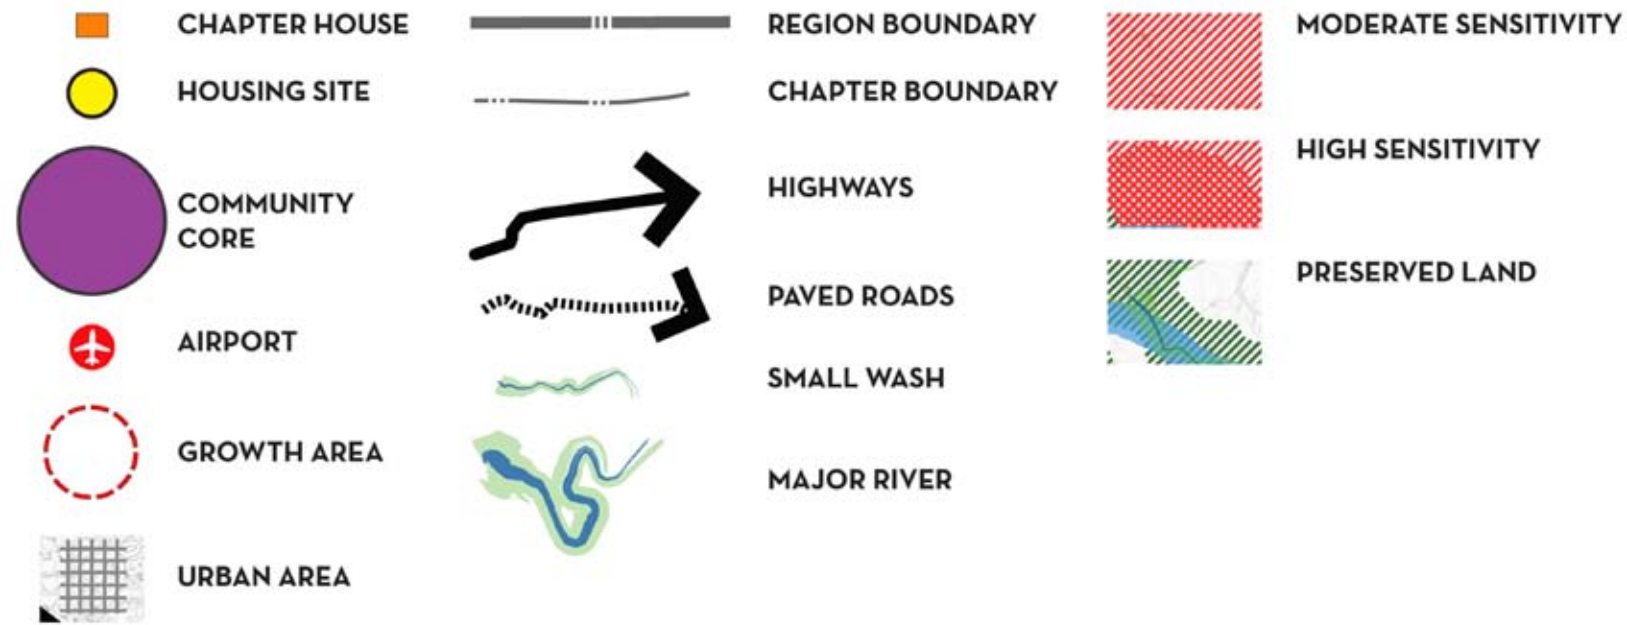 CHAPTER HOUSE
HOUSING SITE
COMMUNITY
CORE
AIRPORT
GROWTH AREA
URBAN AREA
REGION BOUNDARY
CHAPTER BOUNDARY
HIGHWAYS
PAVED ROADS
SMALL WASH
MAJOR RIVER
MODERATE SENSITIVITY
HIGH SENSITIVITY
PRESERVED LAND